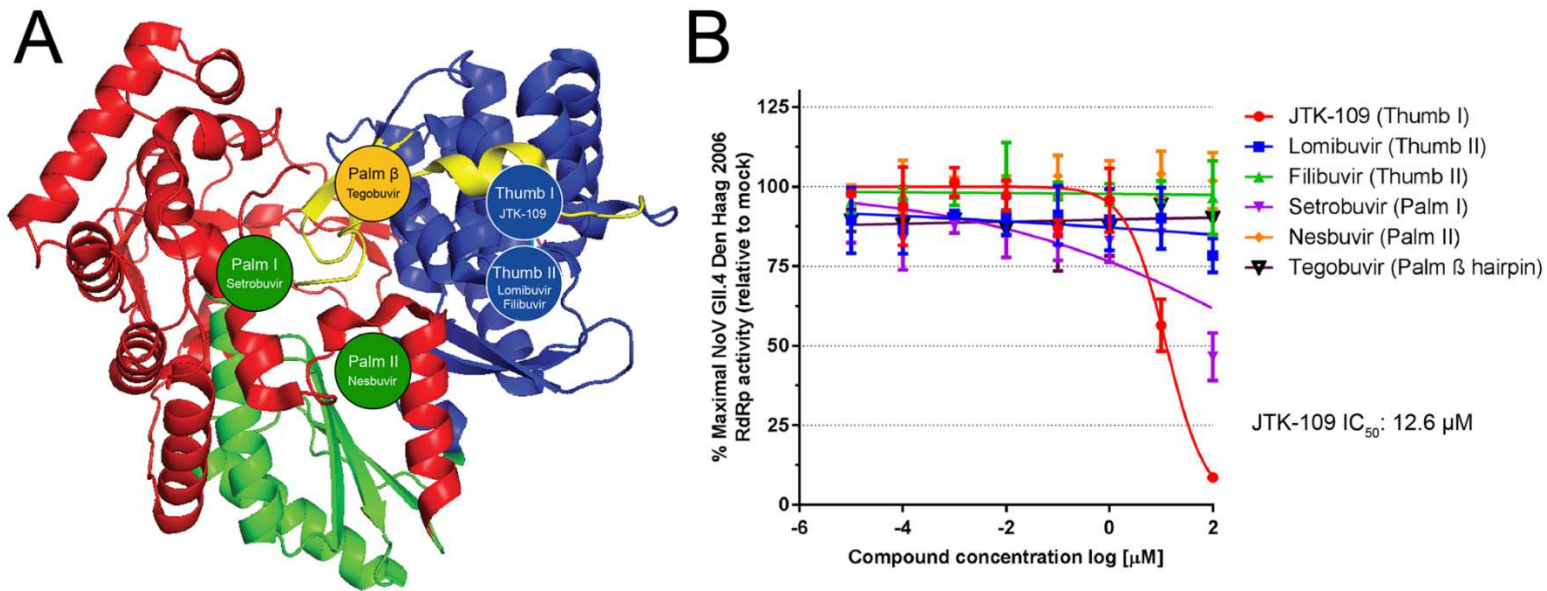 A
Palm β
Tegobuvir
Thumb I
JTK-109
Palm I
Setrobuvir
Thumb II
Lomibuvir
Filibuvir
Palm II
Nesbuvir
B
% Maximal NoV GII.4 Den Haag 2006
RdRp activity (relative to mock)
125
100
75
50
25
0
-6
-4
-2
0
2
Compound concentration log [µM]
JTK-109 (Thumb I)
Lomibuvir (Thumb II)
Filibuvir (Thumb II)
Setrobuvir (Palm I)
Nesbuvir (Palm II)
Tegobuvir (Palm ß hairpin)
JTK-109 IC50: 12.6 µM